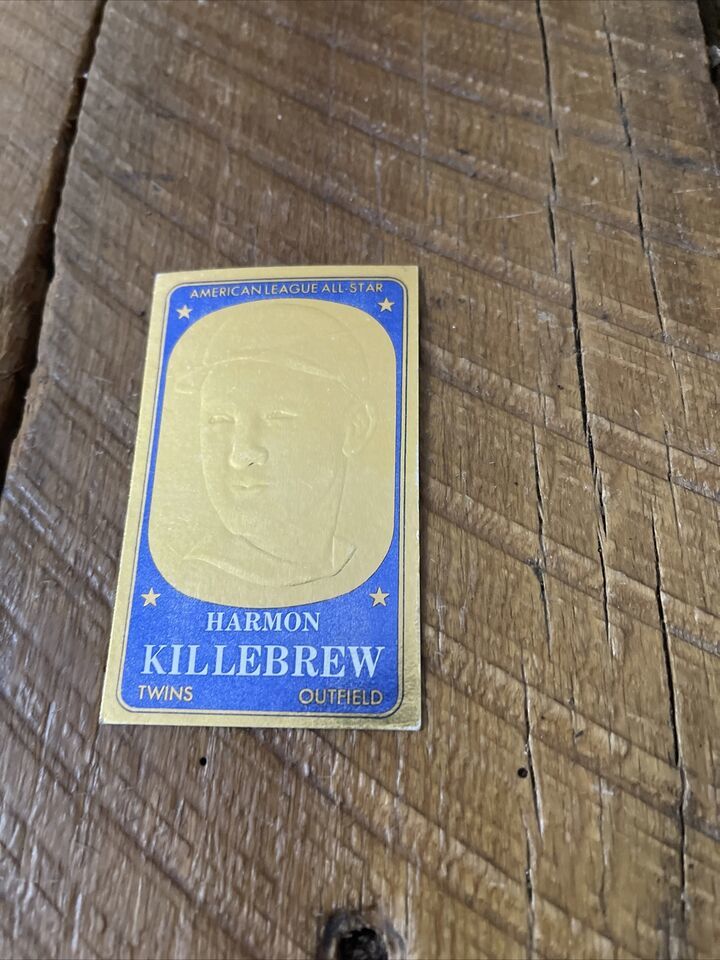 AMERICAN LEAGUE ALL-STAR
HARMON
KILLEBREW
TWINS OUTFIELD